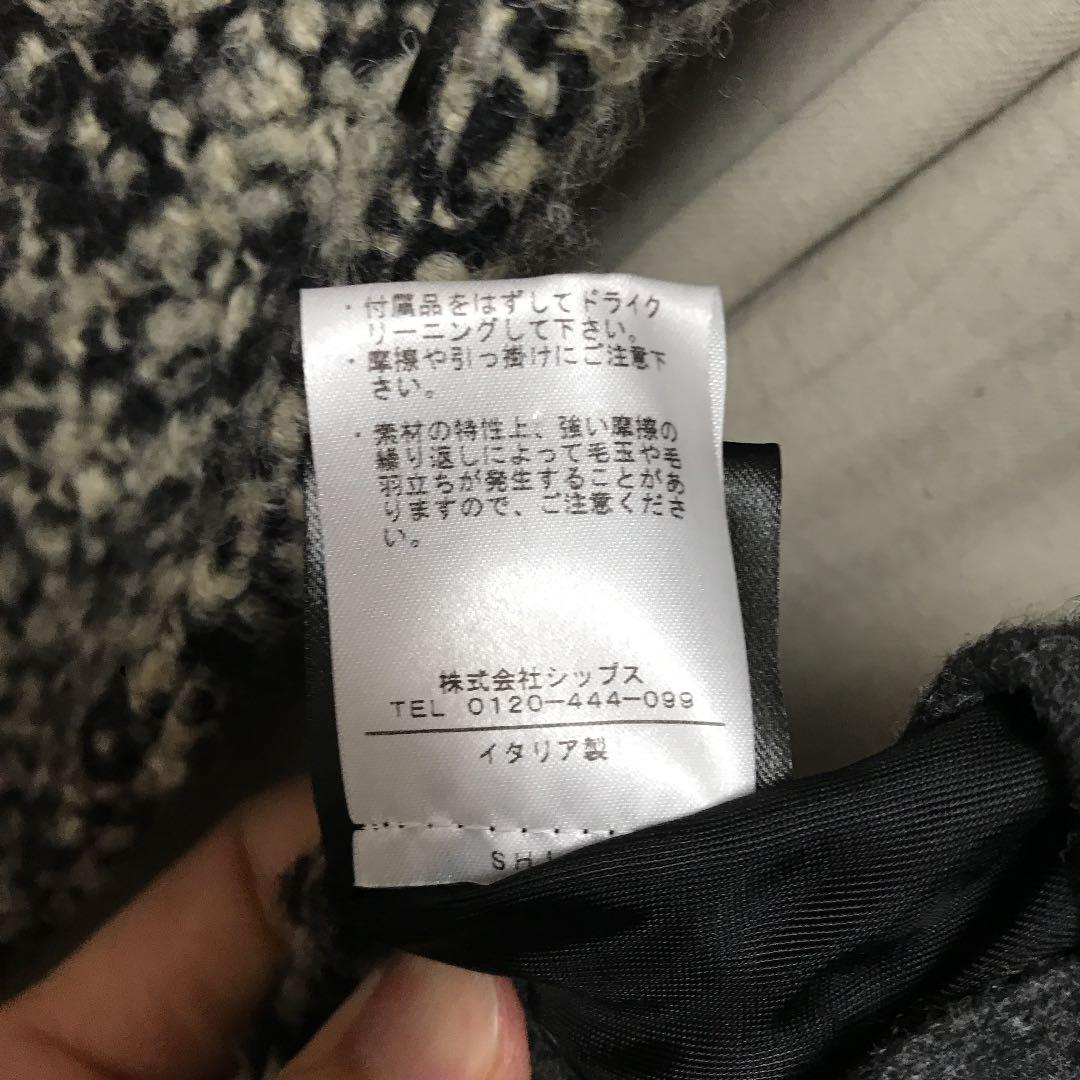 ・付属品をはずしてドライク
リーニングして下さい。
・摩擦や引っ掛けにご注意下
さい。
・素材の特性上、強い摩擦の
繰り返しによって毛玉や毛
羽立ちが発生することがあ
りますので、ご注意くださ
い。
株式会社シップス
TEL 0120-444-099
イタリア製